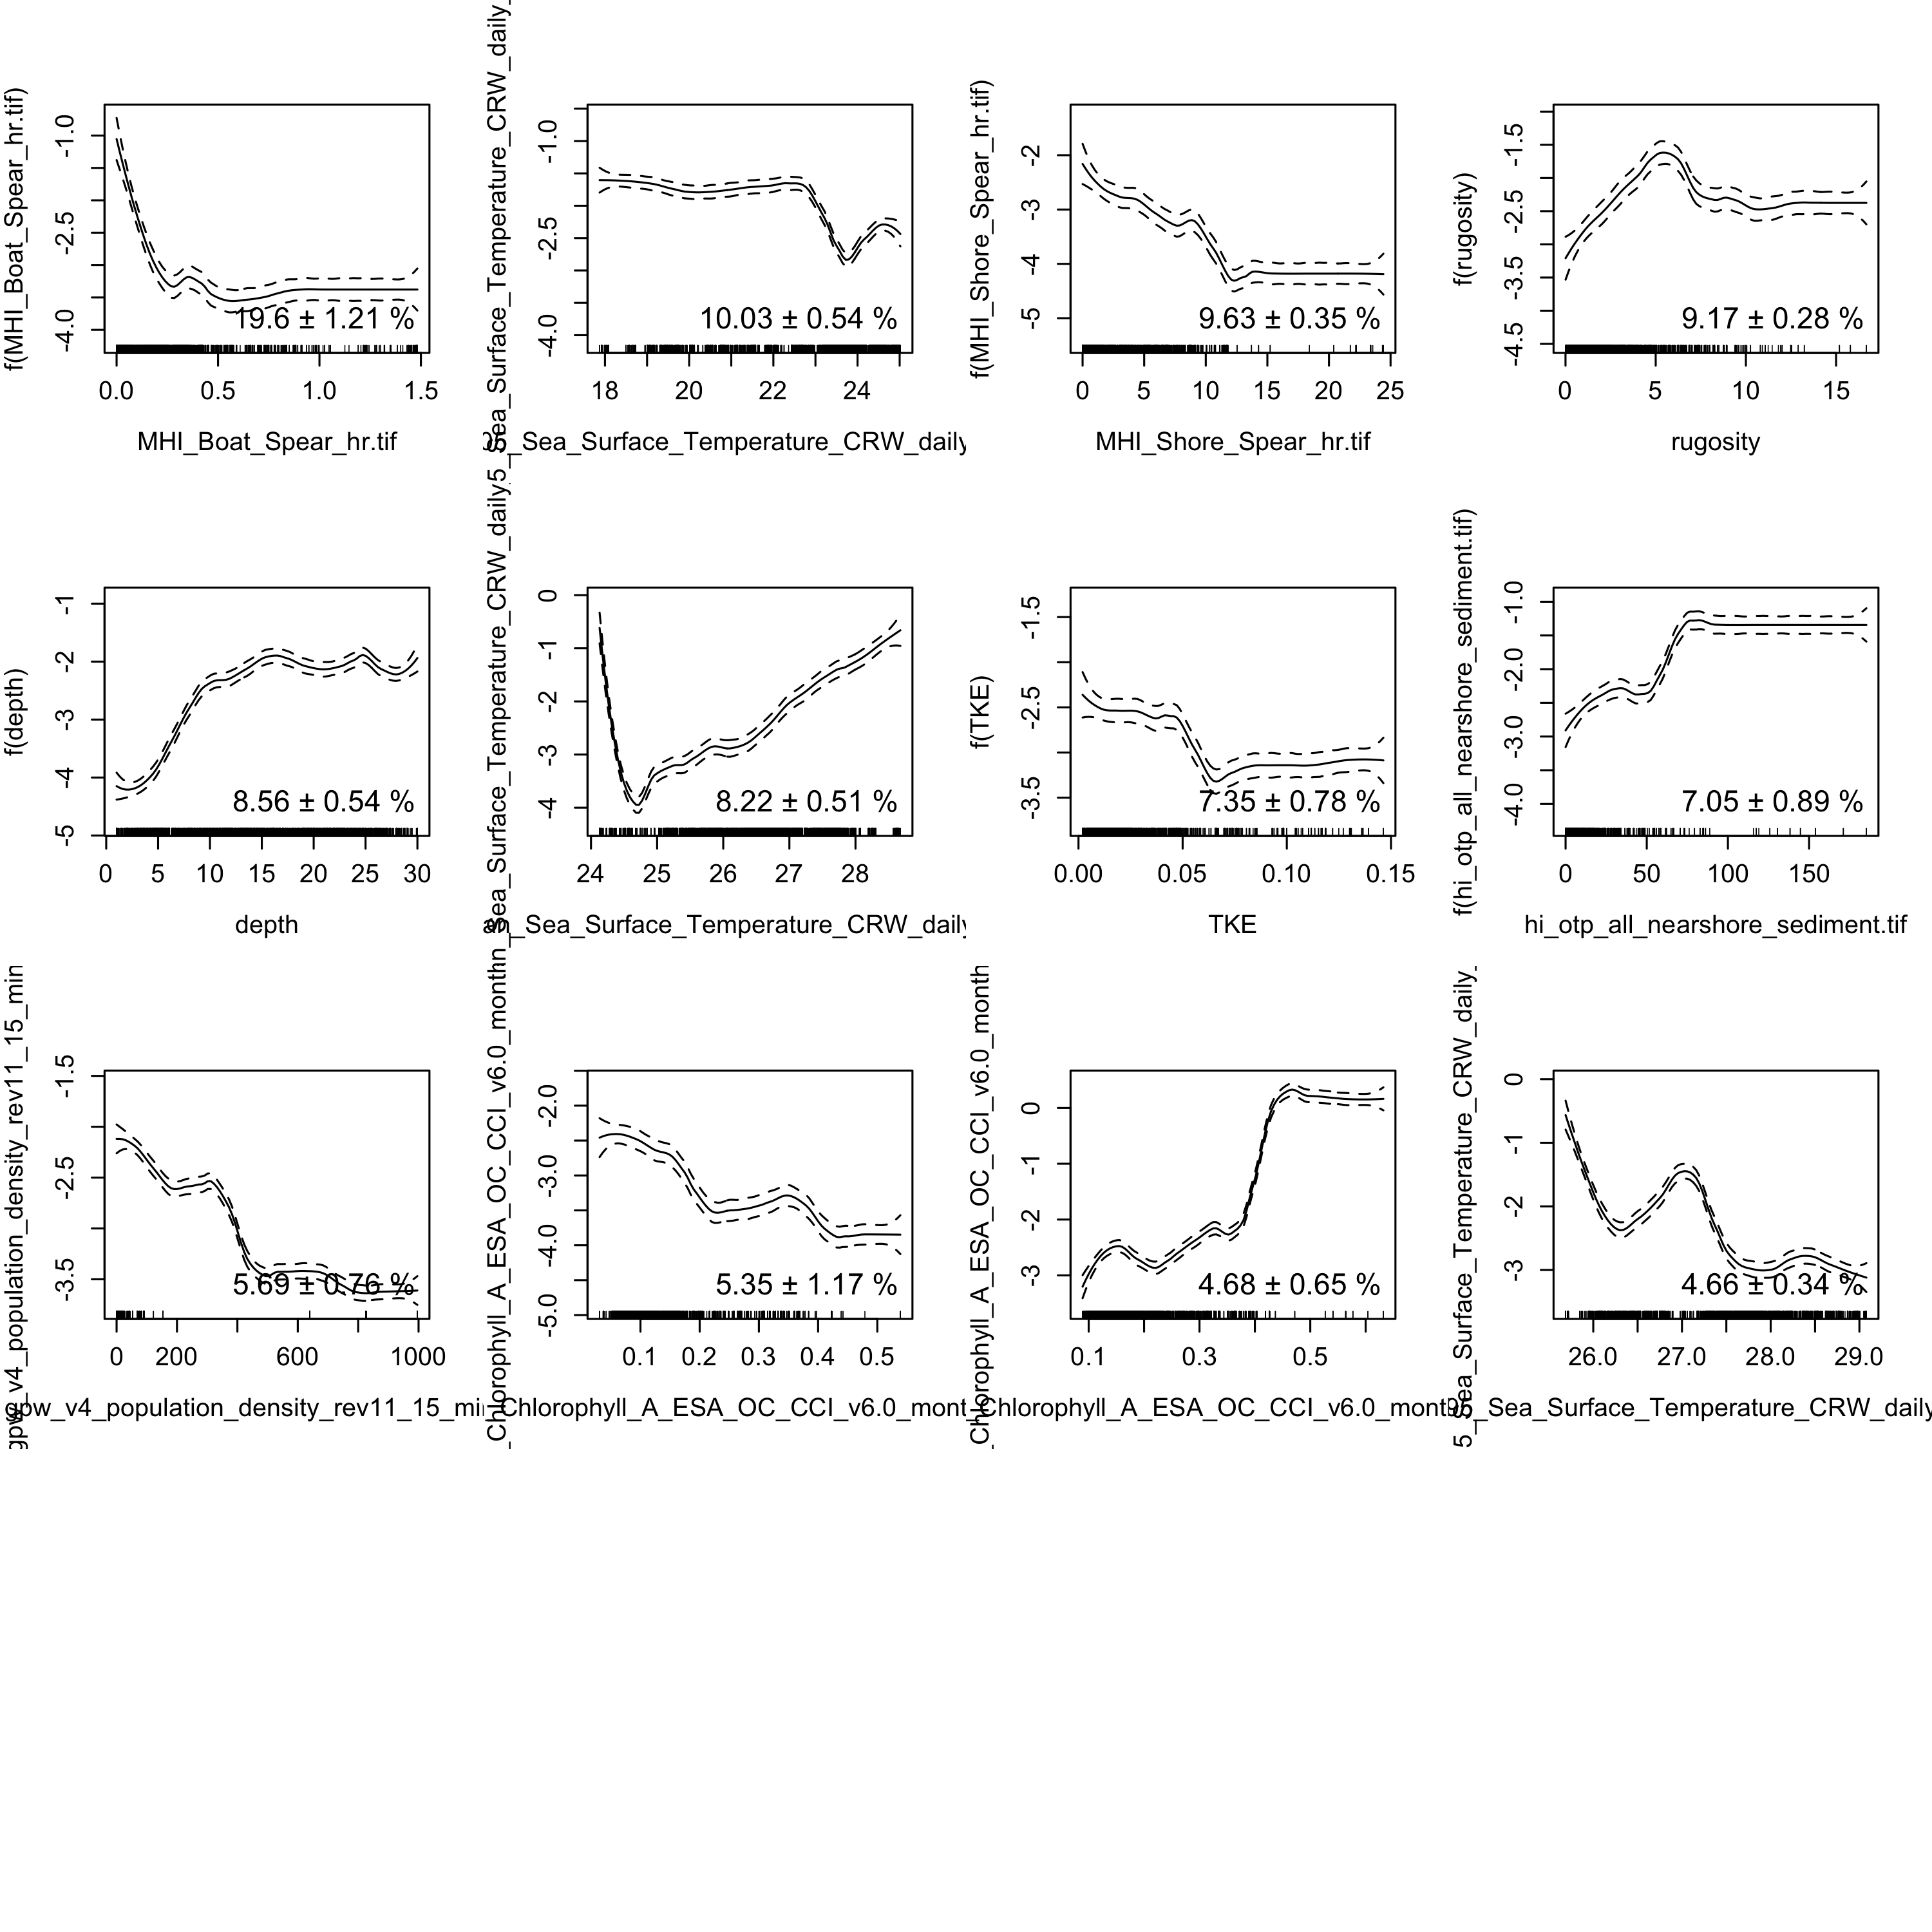 f(MHI_Boat_Spear_hr.tif)
-1.0
-2.5
-4.0
19.6 ± 1.21 %
0.0 0.5 1.0 1.5
MHI_Boat_Spear_hr.tif
5_Sea_Surface_Temperature_CRW_daily_
-1.0
-2.5
-4.0
10.03 ± 0.54 %
18 20 22 24
05_Sea_Surface_Temperature_CRW_daily
f(MHI_Shore_Spear_hr.tif)
-2
-3
-4
-5
9.63 ± 0.35 %
0 5 10 15 20 25
MHI_Shore_Spear_hr.tif
f(rugosity)
-1.5
-2.5
-3.5
-4.5
9.17 ± 0.28 %
0 5 10 15
rugosity
f(depth)
-1
-2
-3
-4
-5
8.56 ± 0.54 %
0 5 10 15 20 25 30
depth
n_Sea_Surface_Temperature_CRW_daily
0
-1
-2
-3
-4
8.22 ± 0.51 %
24 25 26 27 28
an_Sea_Surface_Temperature_CRW_daily
f(TKE)
-1.5
-2.5
-3.5
7.35 ± 0.78 %
0.00 0.05 0.10 0.15
TKE
f(hi_otp_all_nearshore_sediment.tif)
-1.0
-2.0
-3.0
-4.0
7.05 ± 0.89 %
0 50 100 150
hi_otp_all_nearshore_sediment.tif
gpw_v4_population_density_rev11_15_min
-1.5
-2.5
-3.5
5.69 ± 0.76 %
0 200 600 1000
gpw_v4_population_density_rev11_15_min
_Chlorophyll_A_ESA_OC_CCI_v6.0_month
-2.0
-3.0
-4.0
-5.0
5.35 ± 1.17 %
0.1 0.2 0.3 0.4 0.5
_Chlorophyll_A_ESA_OC_CCI_v6.0_mont
_Chlorophyll_A_ESA_OC_CCI_v6.0_month
0
-1
-2
-3
4.68 ± 0.65 %
0.1 0.3 0.5
_Chlorophyll_A_ESA_OC_CCI_v6.0_mont
5_Sea_Surface_Temperature_CRW_daily_
0
-1
-2
-3
4.66 ± 0.34 %
26.0 27.0 28.0 29.0
95_Sea_Surface_Temperature_CRW_daily